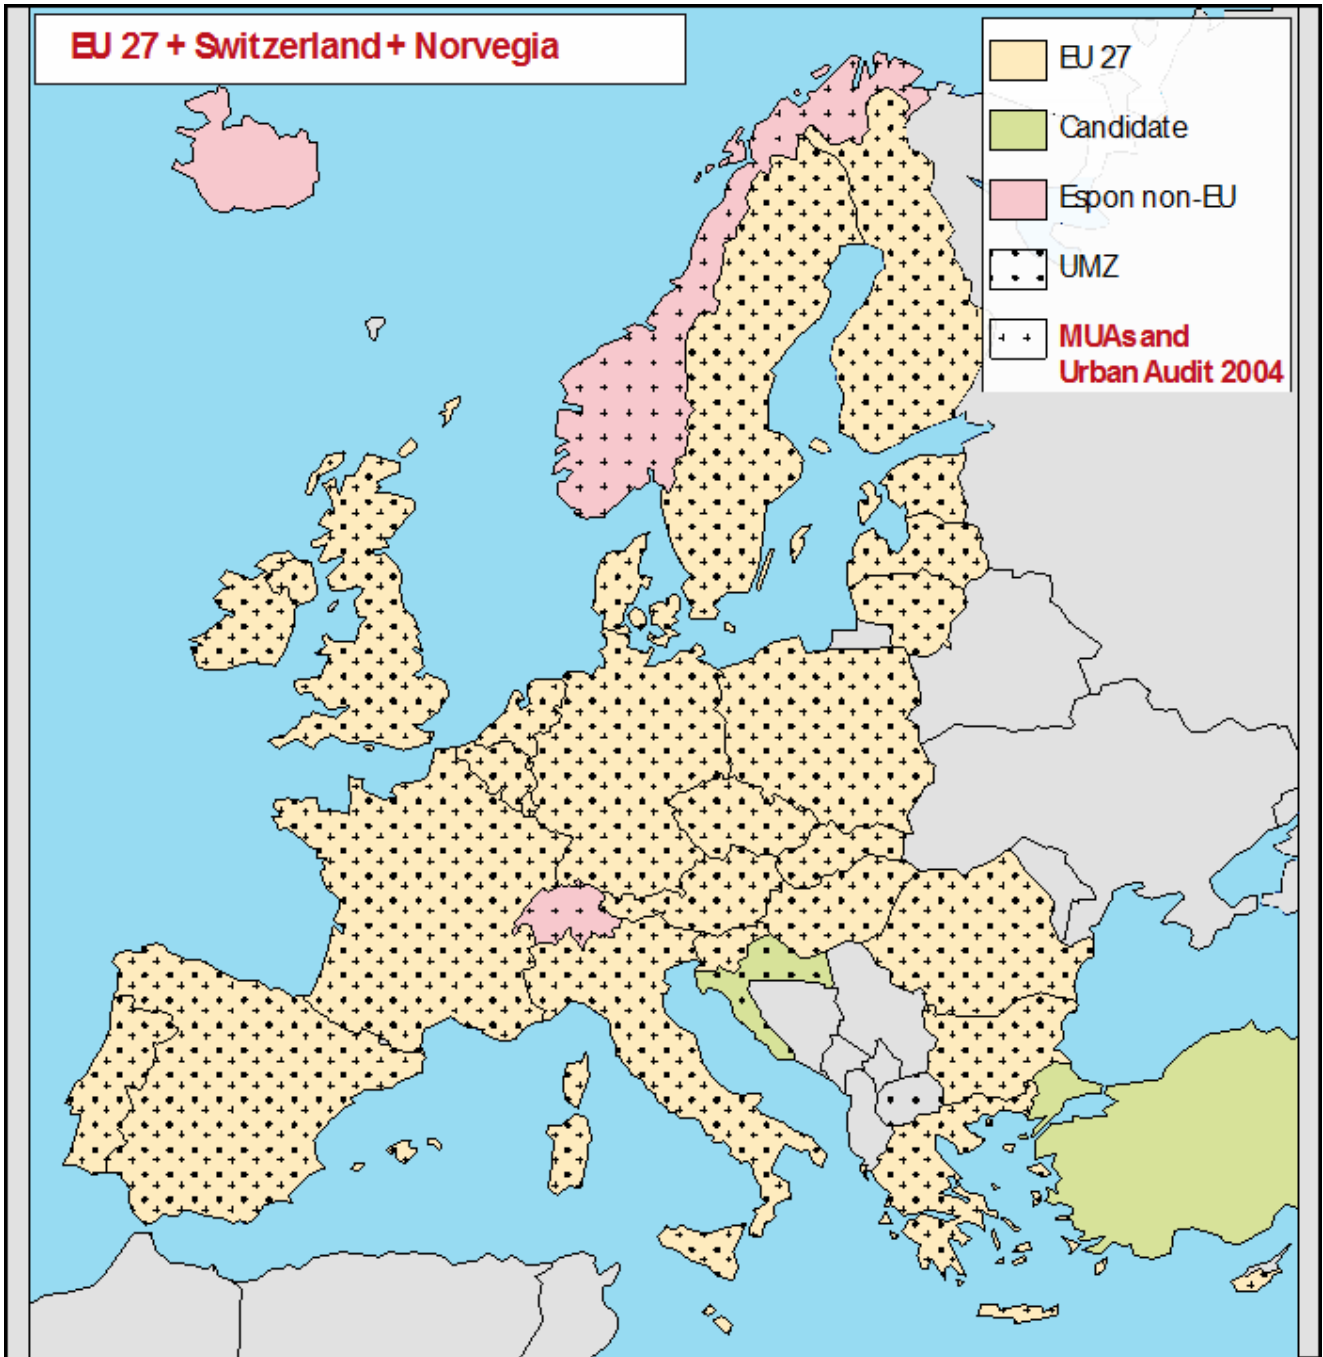 EU 27 + Switzerland + Norvegia
EU 27
Candidate
Espon non-EU
UMZ
MUAs and
Urban Audit 2004